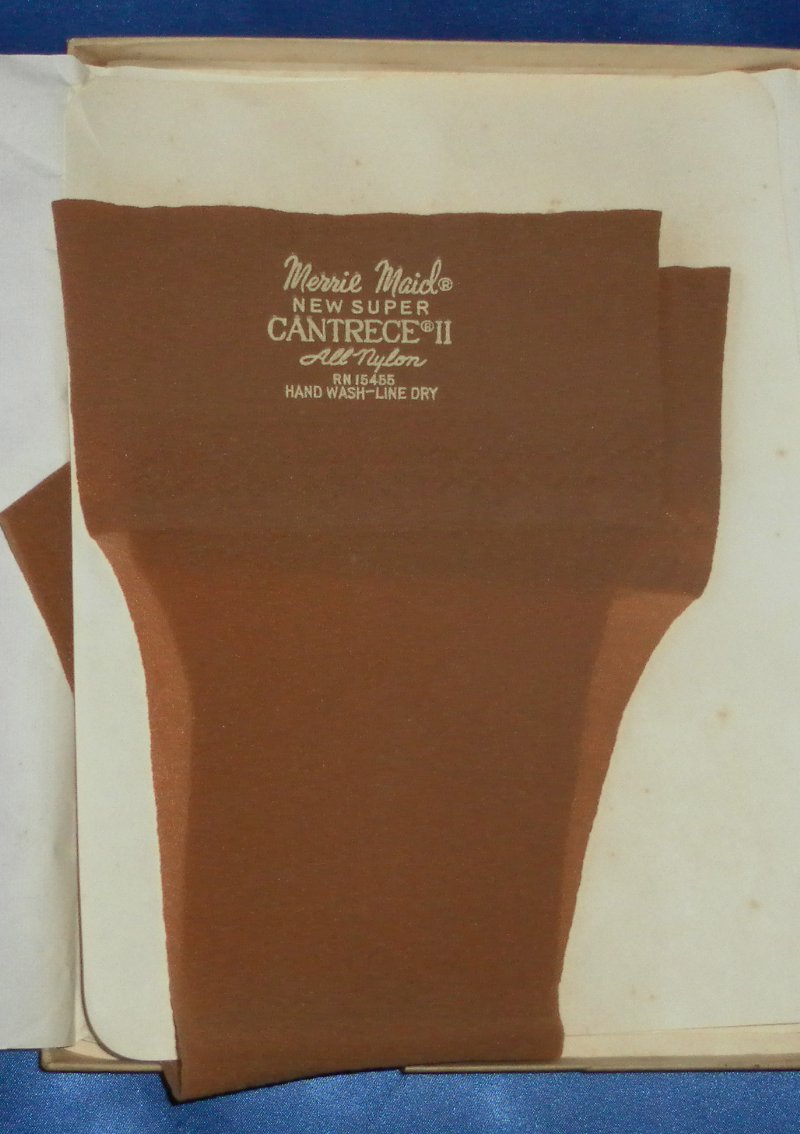 Merrie Maid®
NEW SUPER
CANTRECE®II
All-Nylon
RN 15455
HAND WASH-LINE DRY